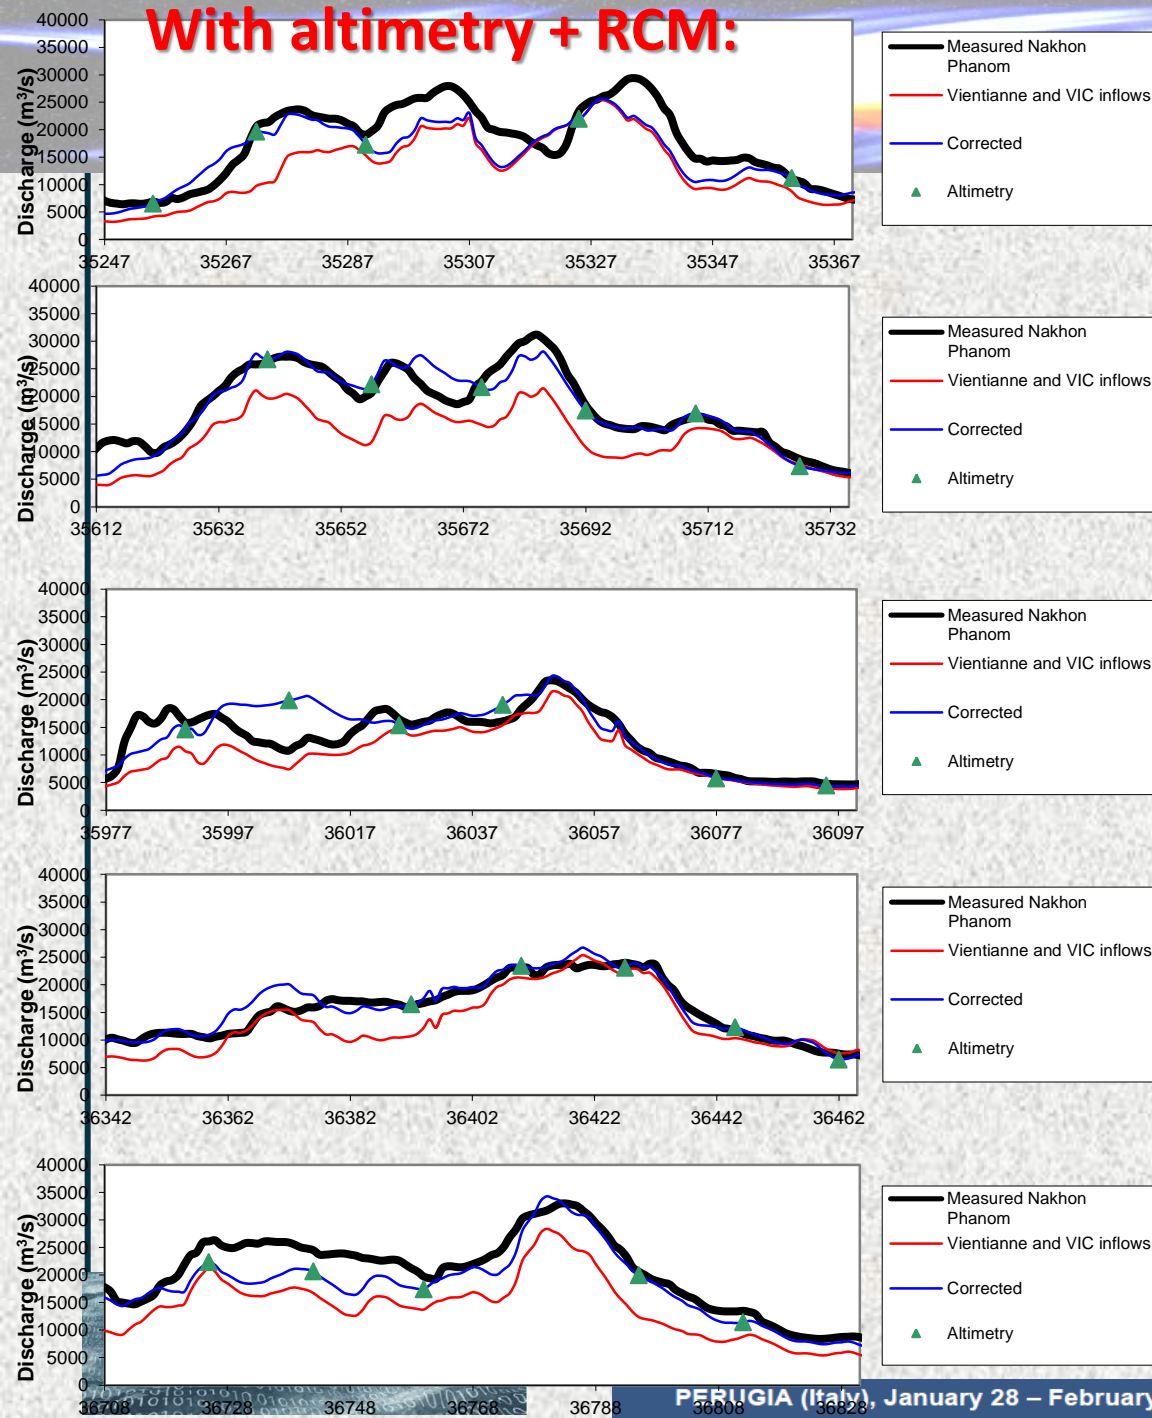 With altimetry + RCM:
Discharge (m³/s)
40000
35000
30000
25000
20000
15000
10000
5000
0
35247 35267 35287 35307 35327 35347 35367
Measured Nakhon
Phanom
Vientianne and VIC inflows
Corrected
Altimetry
Discharge (m³/s)
40000
35000
30000
25000
20000
15000
10000
5000
0
35612 35632 35652 35672 35692 35712 35732
Measured Nakhon
Phanom
Vientianne and VIC inflows
Corrected
Altimetry
Discharge (m³/s)
40000
35000
30000
25000
20000
15000
10000
5000
0
35977 35997 36017 36037 36057 36077 36097
Measured Nakhon
Phanom
Vientianne and VIC inflows
Corrected
Altimetry
Discharge (m³/s)
40000
35000
30000
25000
20000
15000
10000
5000
0
36342 36362 36382 36402 36422 36442 36462
Measured Nakhon
Phanom
Vientianne and VIC inflows
Corrected
Altimetry
Discharge (m³/s)
40000
35000
30000
25000
20000
15000
10000
5000
0
36708 36728 36748 36768 36788 36808 36828
Measured Nakhon
Phanom
Vientianne and VIC inflows
Corrected
Altimetry
PERUGIA (Italy), January 28 – February